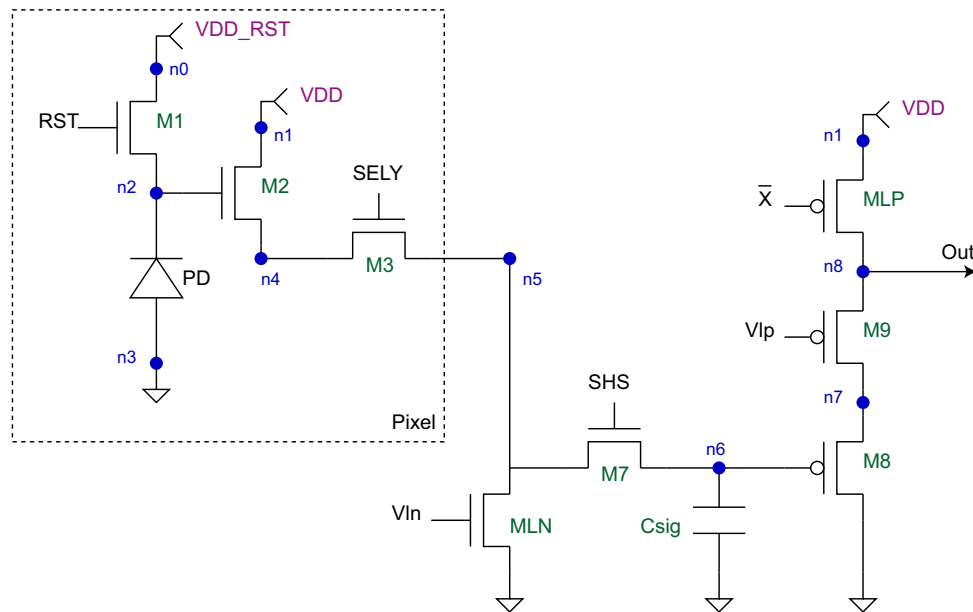 VDD_RST
n0
RST
M1
VDD
n1
n2
M2
SELY
PD
n4
M3
n5
n3
Pixel
VDD
n1
X̅
MLP
n8
Out
Vlp
M9
n7
SHS
n6
M8
M7
Vln
MLN
Csig